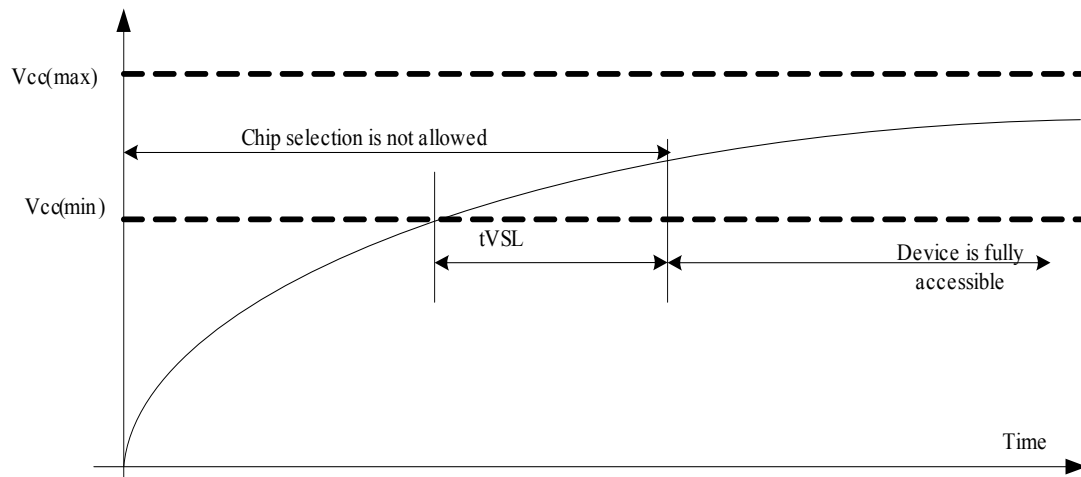 Vcc(max)
Chip selection is not allowed
Vcc(min)
tVSL
Device is fully
accessible
Time